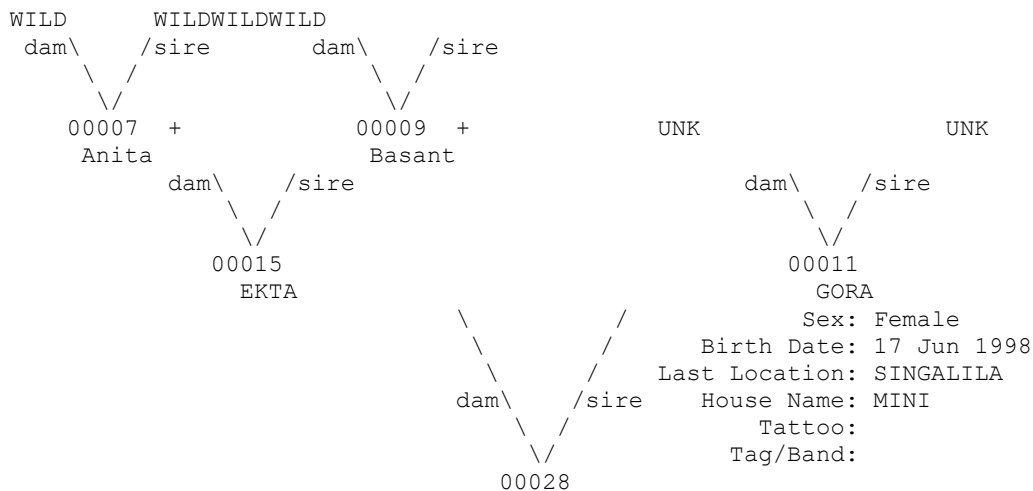 WILD WILDWILDWILD
dam\ /sire dam\ /sire
\ / \ /
\/ \/
00007 + 00009 + UNK UNK
Anita Basant
dam\ /sire dam\ /sire
\ / \ /
\/ \/
00015 00011
EKTA GORA
\ / Sex: Female
\ / Birth Date: 17 Jun 1998
\ / Last Location: SINGALILA
dam\ /sire House Name: MINI
\ / Tattoo:
\/ Tag/Band:
00028